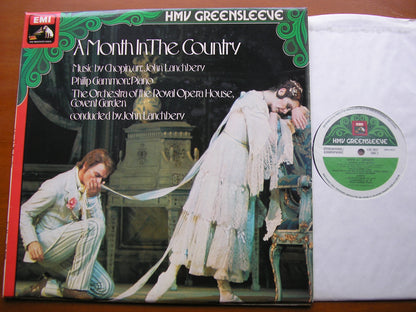 HMV GREENSLEEVE
EMI
A Month In The Country
Music by Chopin, arr. John Lanchbery
Philip Gammon: Piano
The Orchestra of the Royal Opera House,
Covent Garden
conducted by John Lanchbery
HMV GREENSLEEVE